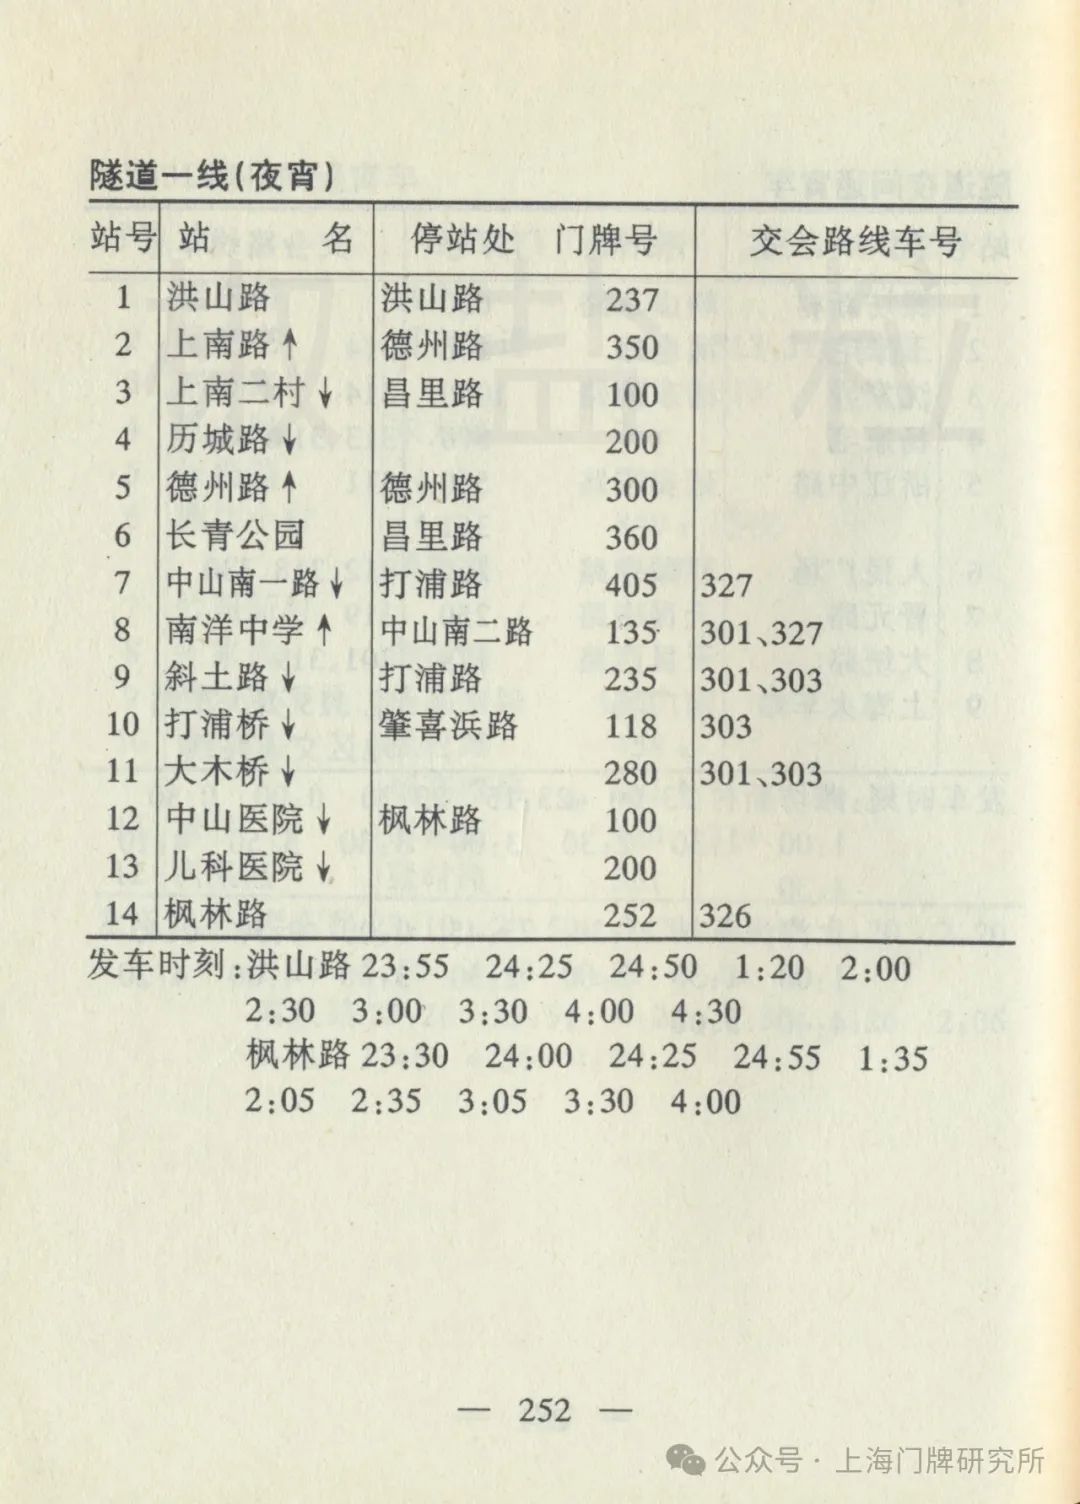 隧道一线(夜宵)
站号 站 名 停站处 门牌号 交会路线车号
1 洪山路 洪山路 237
2 上南路↑ 德州路 350
3 上南二村↓ 昌里路 100
4 历城路↓ 200
5 德州路↑ 德州路 300
6 长青公园 昌里路 360
7 中山南一路↓ 打浦路 405 327
8 南洋中学↑ 中山南二路 135 301、327
9 斜土路↓ 打浦路 235 301、303
10 打浦桥↓ 肇喜浜路 118 303
11 大木桥↓ 280 301、303
12 中山医院↓ 枫林路 100
13 儿科医院↓ 200
14 枫林路 252 326
发车时刻:洪山路 23:55 24:25 24:50 1:20 2:00
2:30 3:00 3:30 4:00 4:30
枫林路 23:30 24:00 24:25 24:55 1:35
2:05 2:35 3:05 3:30 4:00
— 252 —
公众号·上海门牌研究所